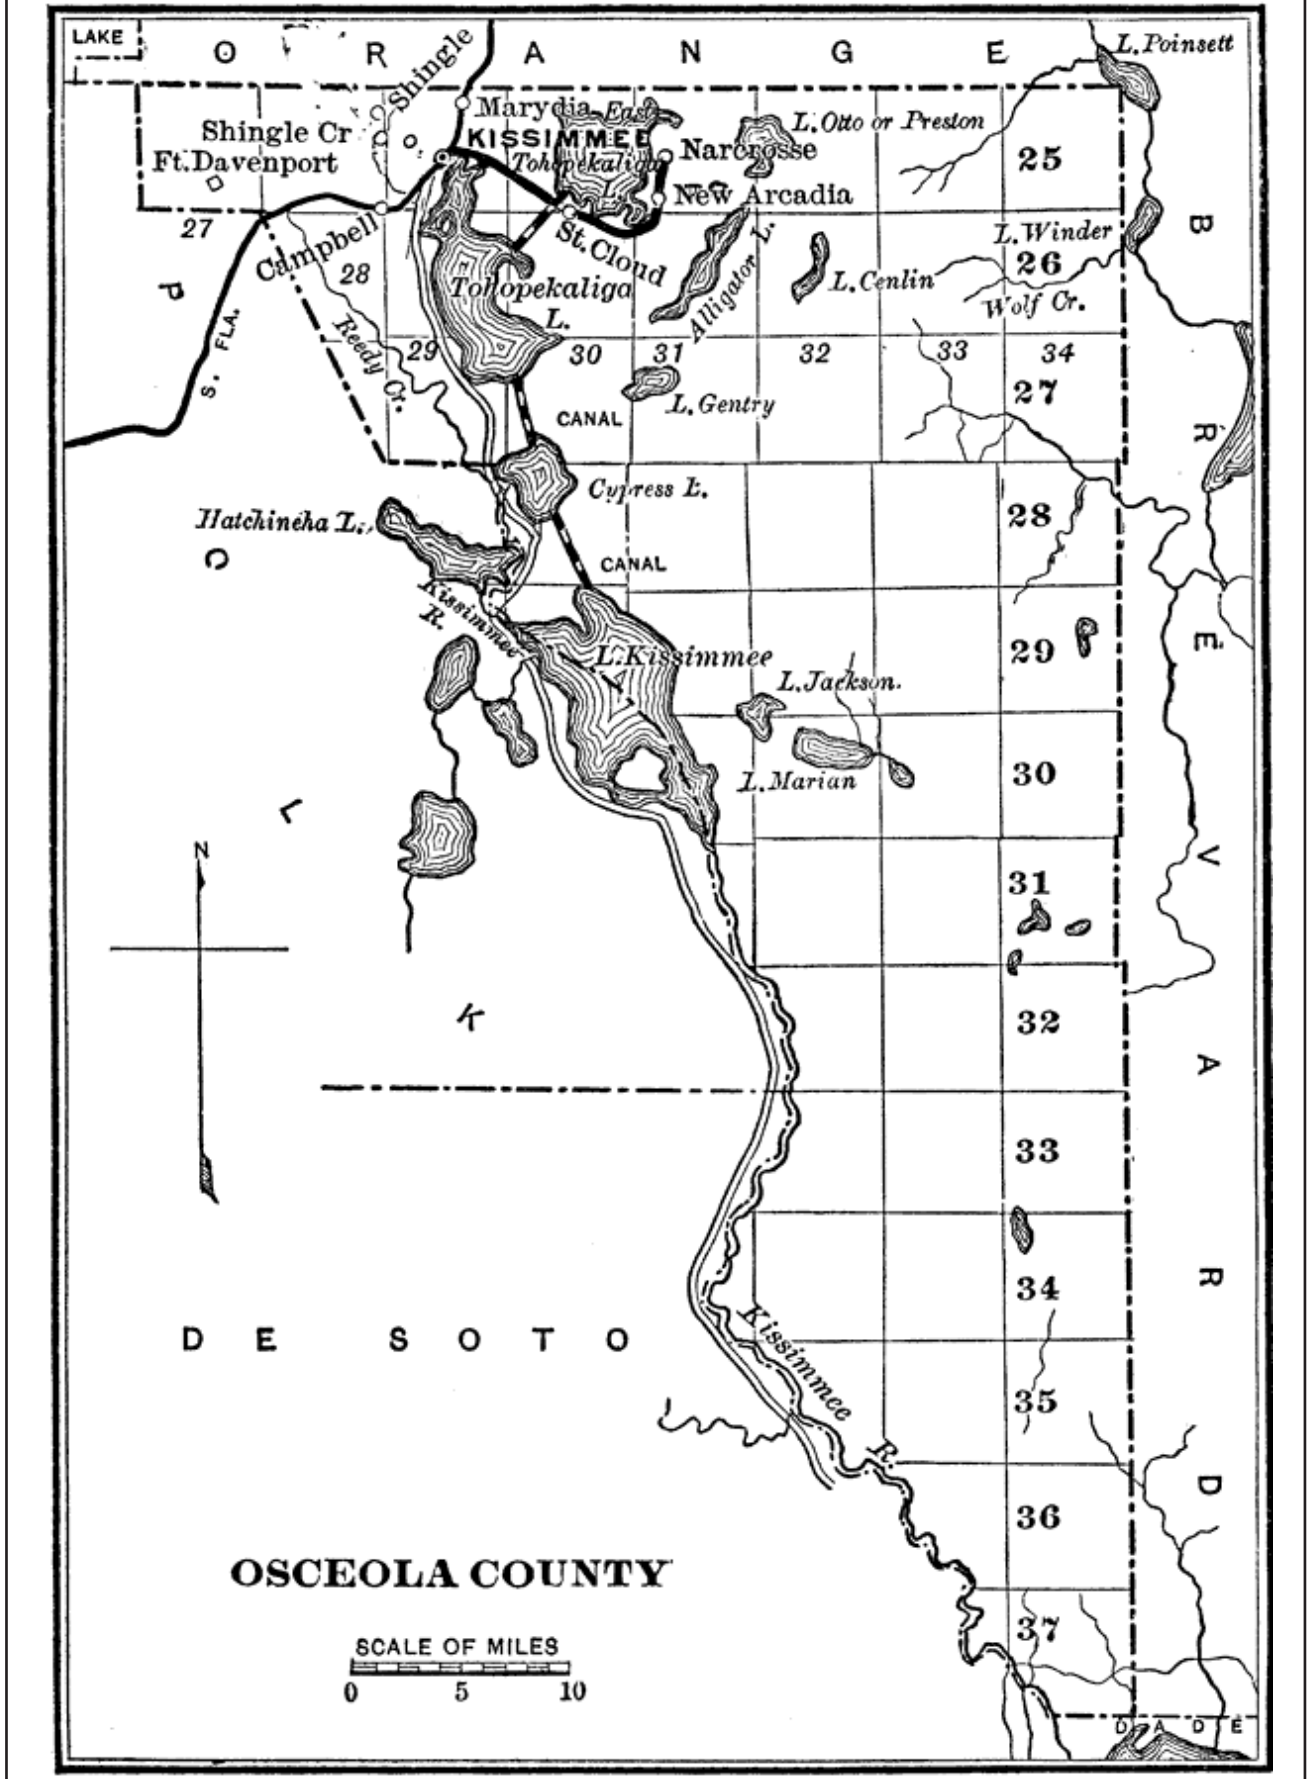 LAKE
O R A N G E
L. Poinsett
Shingle
Marydia
East
L. Otto or Preston
Shingle Cr
KISSIMMEE
Ft. Davenport
Tohopekaliga
L.
Narcrosse
25
New Arcadia
27
Campbell
St. Cloud
L. Winder
B
28
26
P
Tohopekaliga
L.
Alligator L.
L. Cenlin
Wolf Cr.
S. FLA.
Reedy Cr.
29
30
31
32
33
34
27
L. Gentry
CANAL
R
Cypress L.
Hatchineha L.
28
O
CANAL
Kissimmee
R.
E
29
L. Kissimmee
L. Jackson.
L. Marian
30
L
N
V
31
K
32
A
33
R
34
DE SOTO
Kissimmee R.
35
D
36
OSCEOLA COUNTY
37
SCALE OF MILES
0 5 10
DADE